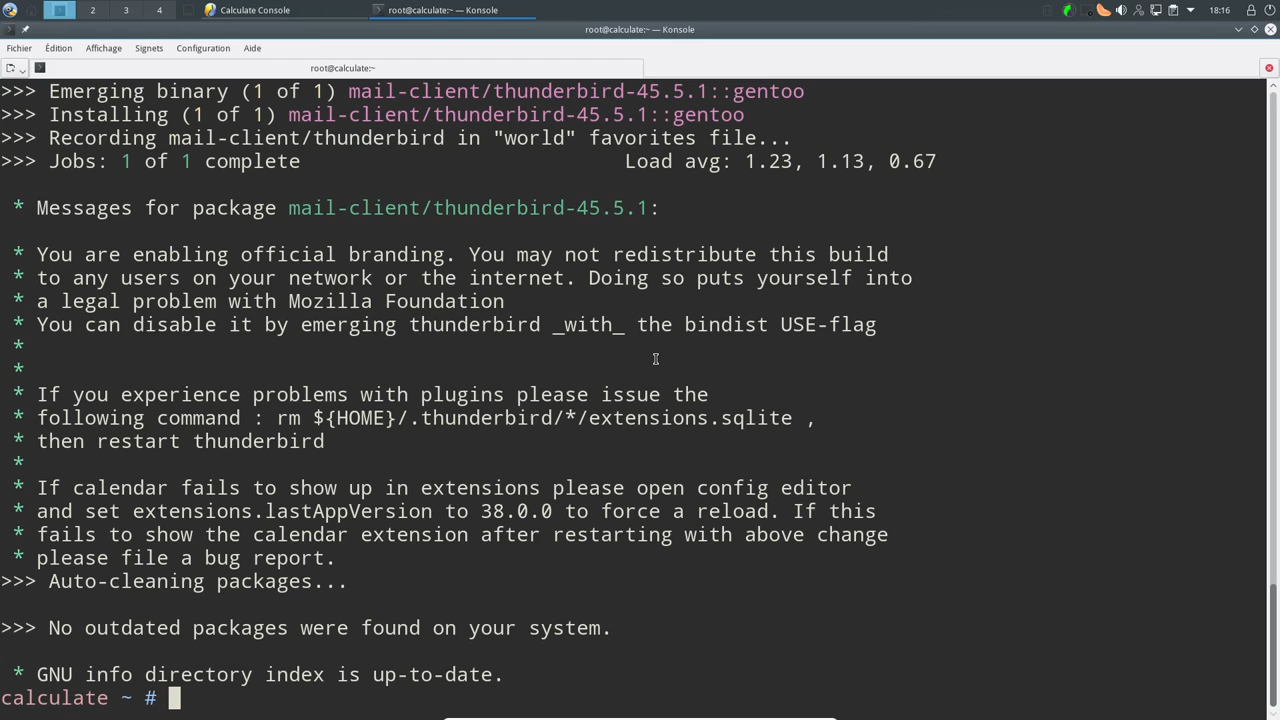 2 3 4 Calculate Console root@calculate:~ — Konsole 18:16
root@calculate:~ — Konsole
Fichier Édition Affichage Signets Configuration Aide
root@calculate:~
>>> Emerging binary (1 of 1) mail-client/thunderbird-45.5.1::gentoo
>>> Installing (1 of 1) mail-client/thunderbird-45.5.1::gentoo
>>> Recording mail-client/thunderbird in "world" favorites file...
>>> Jobs: 1 of 1 complete Load avg: 1.23, 1.13, 0.67
* Messages for package mail-client/thunderbird-45.5.1:
* You are enabling official branding. You may not redistribute this build
* to any users on your network or the internet. Doing so puts yourself into
* a legal problem with Mozilla Foundation
* You can disable it by emerging thunderbird _with_ the bindist USE-flag
*
*
* If you experience problems with plugins please issue the
* following command : rm ${HOME}/.thunderbird/*/extensions.sqlite ,
* then restart thunderbird
*
* If calendar fails to show up in extensions please open config editor
* and set extensions.lastAppVersion to 38.0.0 to force a reload. If this
* fails to show the calendar extension after restarting with above change
* please file a bug report.
>>> Auto-cleaning packages...
>>> No outdated packages were found on your system.
* GNU info directory index is up-to-date.
calculate ~ #